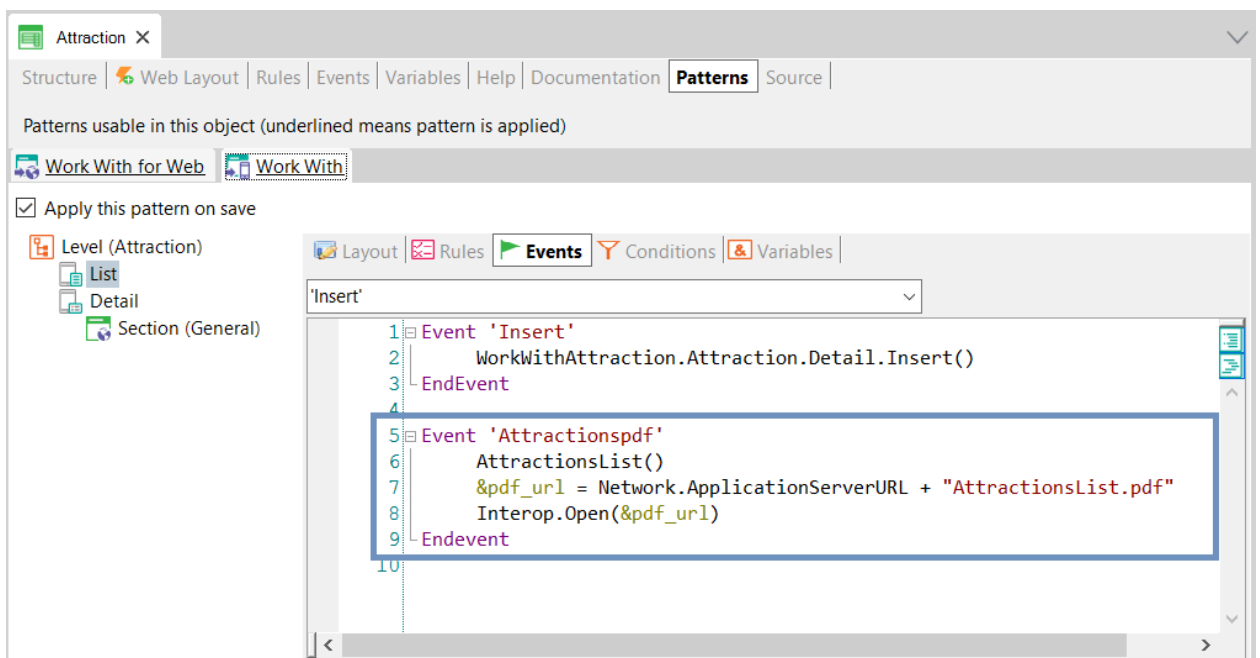 Attraction
Structure Web Layout Rules Events Variables Help Documentation Patterns Source
Patterns usable in this object (underlined means pattern is applied)
Work With for Web Work With
Apply this pattern on save
Level (Attraction)
List
Detail
Section (General)
Layout Rules Events Conditions & Variables
'Insert'
1 Event 'Insert'
2 WorkWithAttraction.Attraction.Detail.Insert()
3 EndEvent
4
5 Event 'Attractionspdf'
6 AttractionsList()
7 &pdf_url = Network.ApplicationServerURL + "AttractionsList.pdf"
8 Interop.Open(&pdf_url)
9 Endevent
10